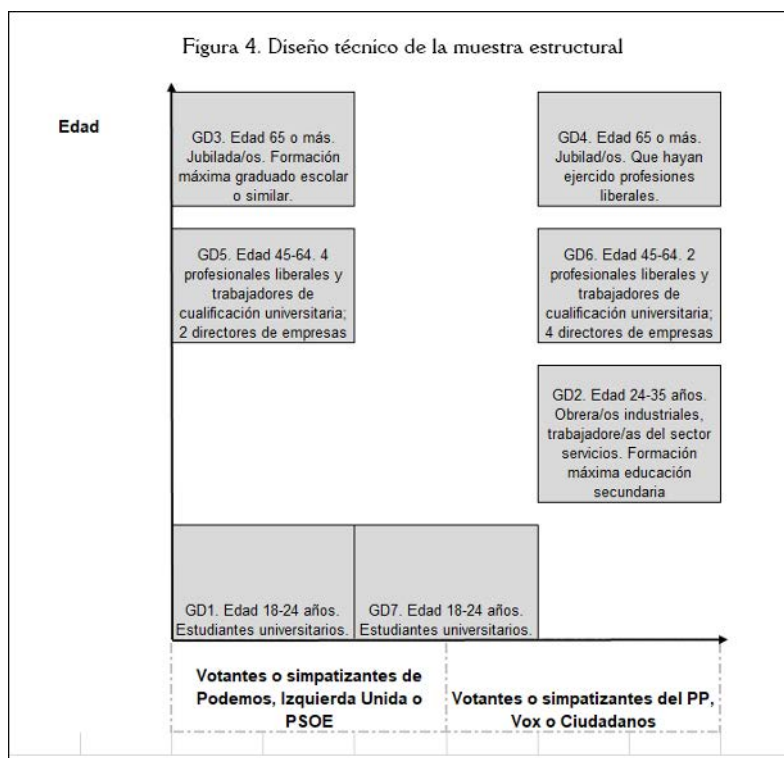 Figura 4. Diseño técnico de la muestra estructural
Edad
GD3. Edad 65 o más.
Jubilada/os. Formación
máxima graduado escolar
o similar.
GD4. Edad 65 o más.
Jubilad/os. Que hayan
ejercido profesiones
liberales.
GD5. Edad 45-64. 4
profesionales liberales y
trabajadores de
cualificación universitaria;
2 directores de empresas
GD6. Edad 45-64. 2
profesionales liberales y
trabajadores de
cualificación universitaria;
4 directores de empresas
GD2. Edad 24-35 años.
Obrera/os industriales,
trabajadore/as del sector
servicios. Formación
máxima educación
secundaria
GD1. Edad 18-24 años.
Estudiantes universitarios.
GD7. Edad 18-24 años.
Estudiantes universitarios.
Votantes o simpatizantes de
Podemos, Izquierda Unida o
PSOE
Votantes o simpatizantes del PP,
Vox o Ciudadanos